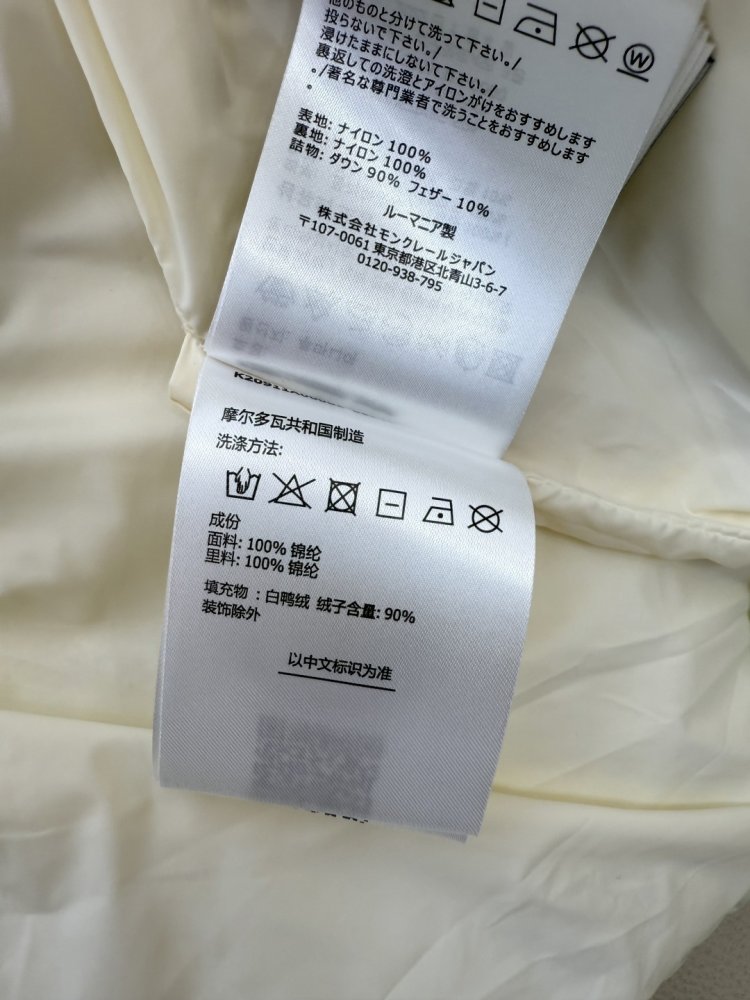 他のものと分けて洗って下さい。/
投らないで下さい。/
浸けたままにしないて下さい。/
裏返しての洗澄とアイロンがけをおすすめします
。/著名な尊門業者で洗うことをおすすめします
。
表地: ナイロン 100%
裏地: ナイロン 100%
詰物: ダウン 90% フェザー 10%
ルーマニア製
株式会社モンクレールジャパン
〒107-0061 東京都港区北青山3-6-7
0120-938-795
摩尔多瓦共和国制造
洗涤方法:
成份
面料: 100% 锦纶
里料: 100% 锦纶
填充物 : 白鸭绒 绒子含量: 90%
装饰除外
以中文标识为准